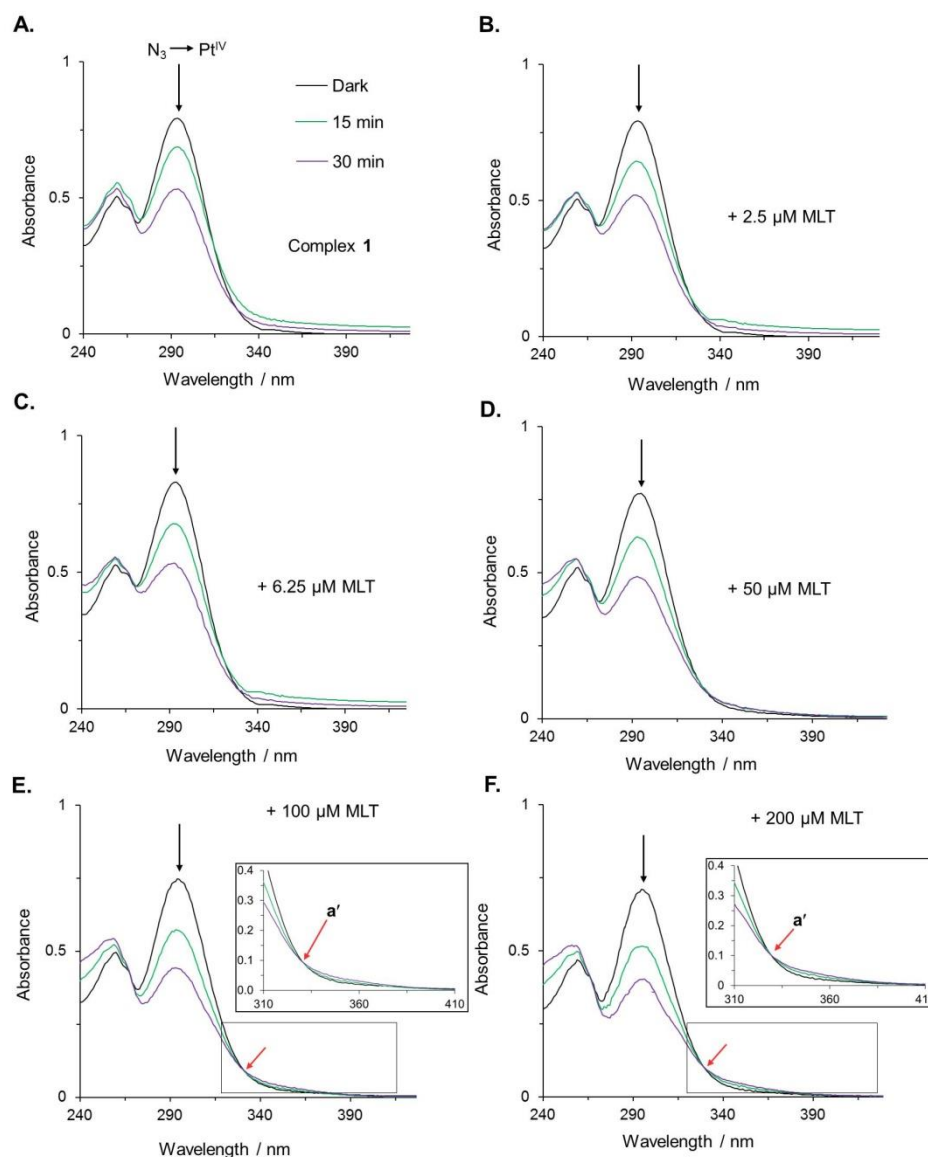 A.
N₃ → Ptᴵⱽ
Absorbance
1
0.5
0
240
290
340
390
Wavelength / nm
Dark
15 min
30 min
Complex 1
B.
Absorbance
1
0.5
0
240
290
340
390
Wavelength / nm
+ 2.5 µM MLT
C.
Absorbance
1
0.5
0
240
290
340
390
Wavelength / nm
+ 6.25 µM MLT
D.
Absorbance
1
0.5
0
240
290
340
390
Wavelength / nm
+ 50 µM MLT
E.
+ 100 µM MLT
Absorbance
1
0.5
0
240
290
340
390
Wavelength / nm
0.4
0.3
0.2
0.1
0.0
310
360
410
a′
F.
+ 200 µM MLT
Absorbance
1
0.5
0
240
290
340
390
Wavelength / nm
0.4
0.3
0.2
0.1
0
310
360
a′